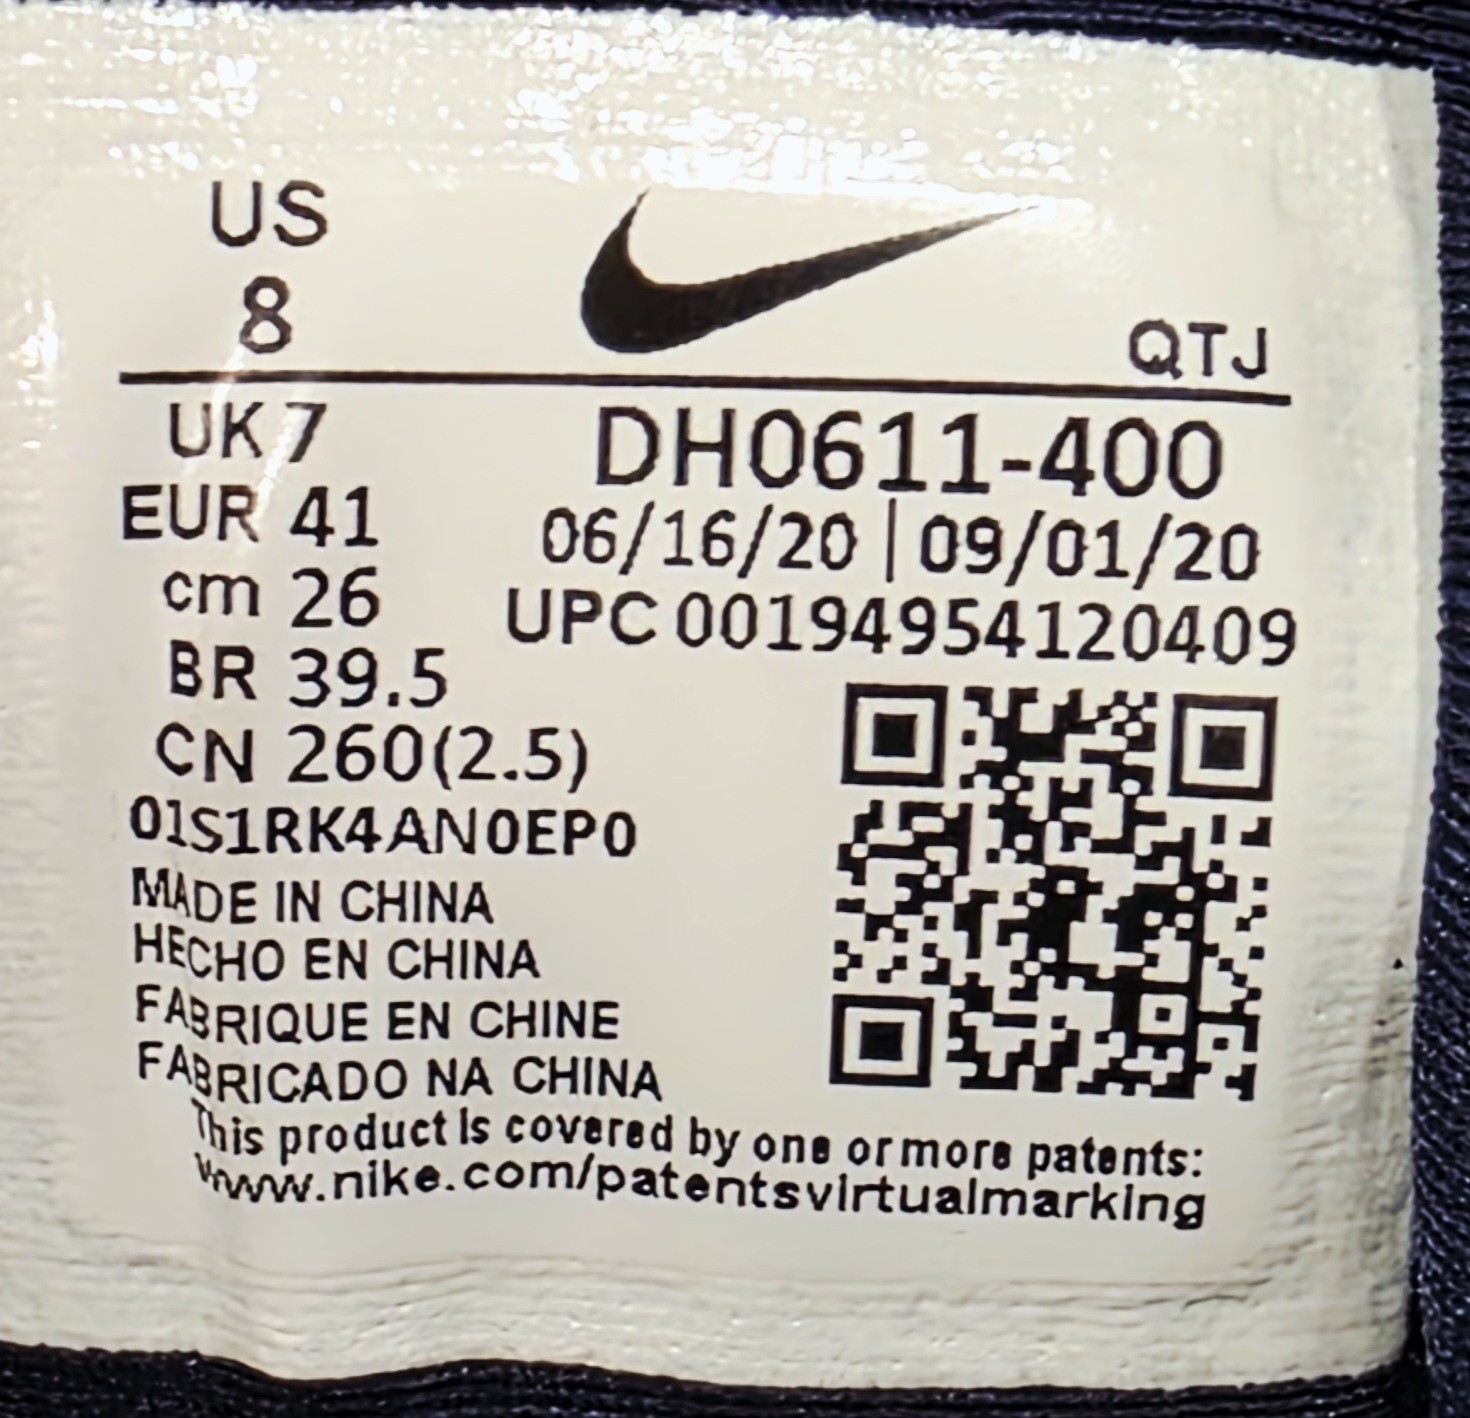 US
8
QTJ
UK 7
EUR 41
cm 26
BR 39.5
CN 260(2.5)
DH0611-400
06/16/20 | 09/01/20
UPC 00194954120409
01S1RK4AN0EP0
MADE IN CHINA
HECHO EN CHINA
FABRIQUE EN CHINE
FABRICADO NA CHINA
This product is covered by one or more patents:
www.nike.com/patentsvirtualmarking